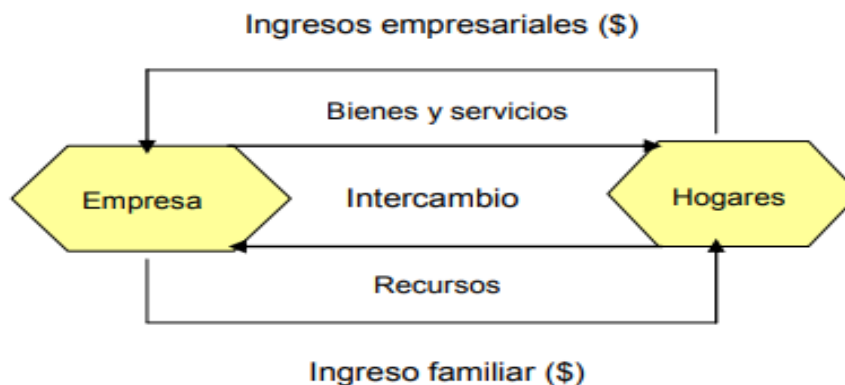 Ingresos empresariales ($)
Bienes y servicios
Empresa
Intercambio
Hogares
Recursos
Ingreso familiar ($)